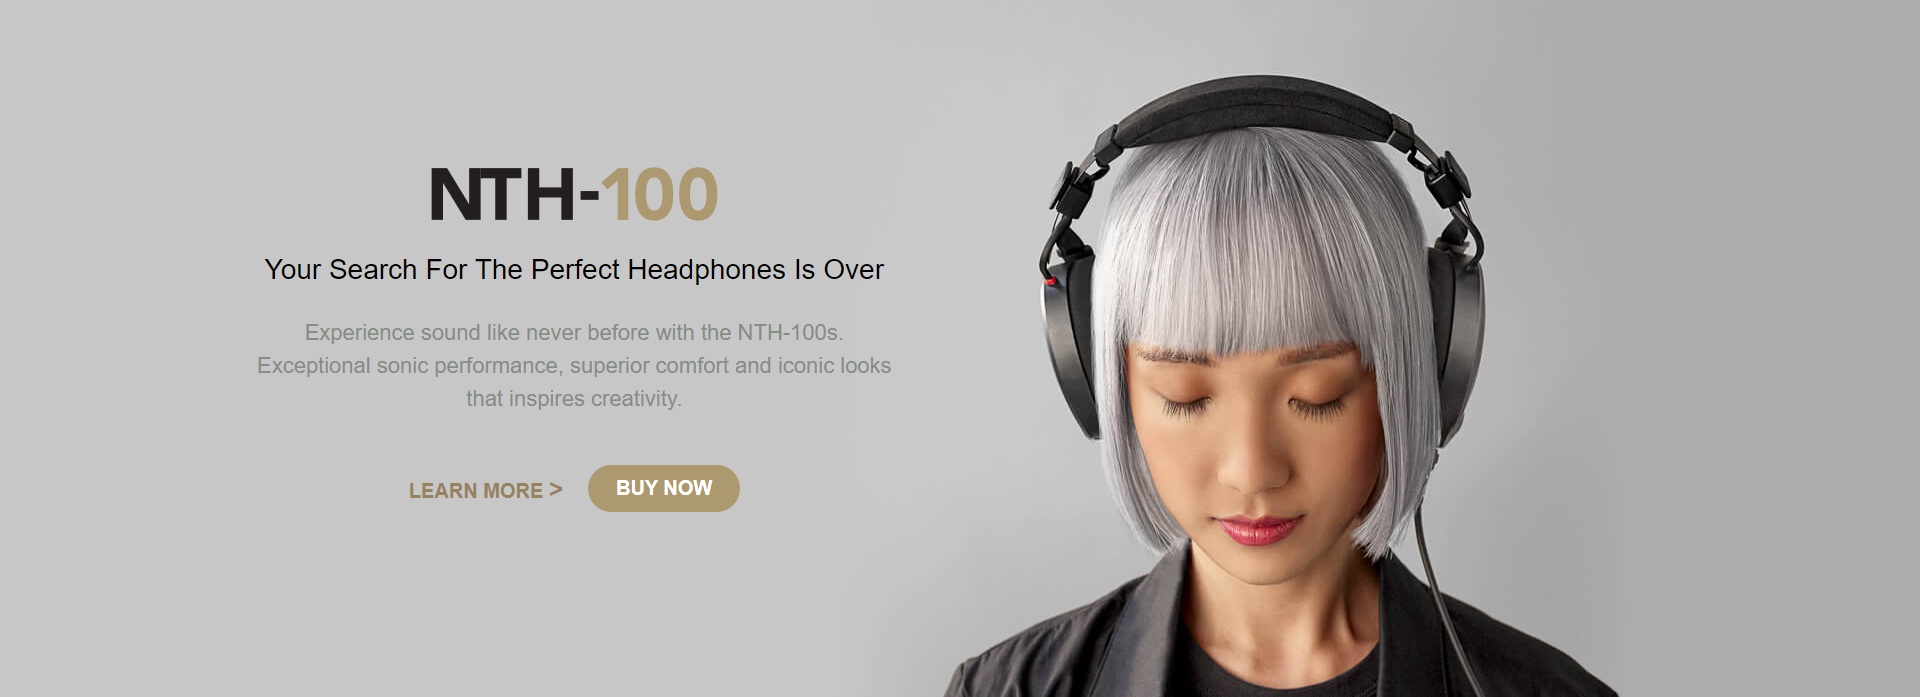 NTH-100
Your Search For The Perfect Headphones Is Over
Experience sound like never before with the NTH-100s.
Exceptional sonic performance, superior comfort and iconic looks
that inspires creativity.
LEARN MORE >
BUY NOW